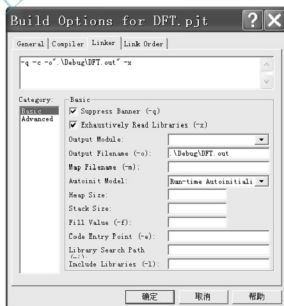 Build Options for DFT.pjt
General Compiler Linker Link Order
-q -c -o".\Debug\DFT.out" -x
Category:
Basic
Advanced
Basic
Suppress Banner (-q)
Exhaustively Read Libraries (-x)
Output Module:
Output Filename (-o): .\Debug\DFT.out
Map Filename (-m):
Autoinit Model: Run-time Autoinitiali
Heap Size:
Stack Size:
Fill Value (-f):
Code Entry Point (-e):
Library Search Path
Include Libraries (-l):
确定 取消 帮助